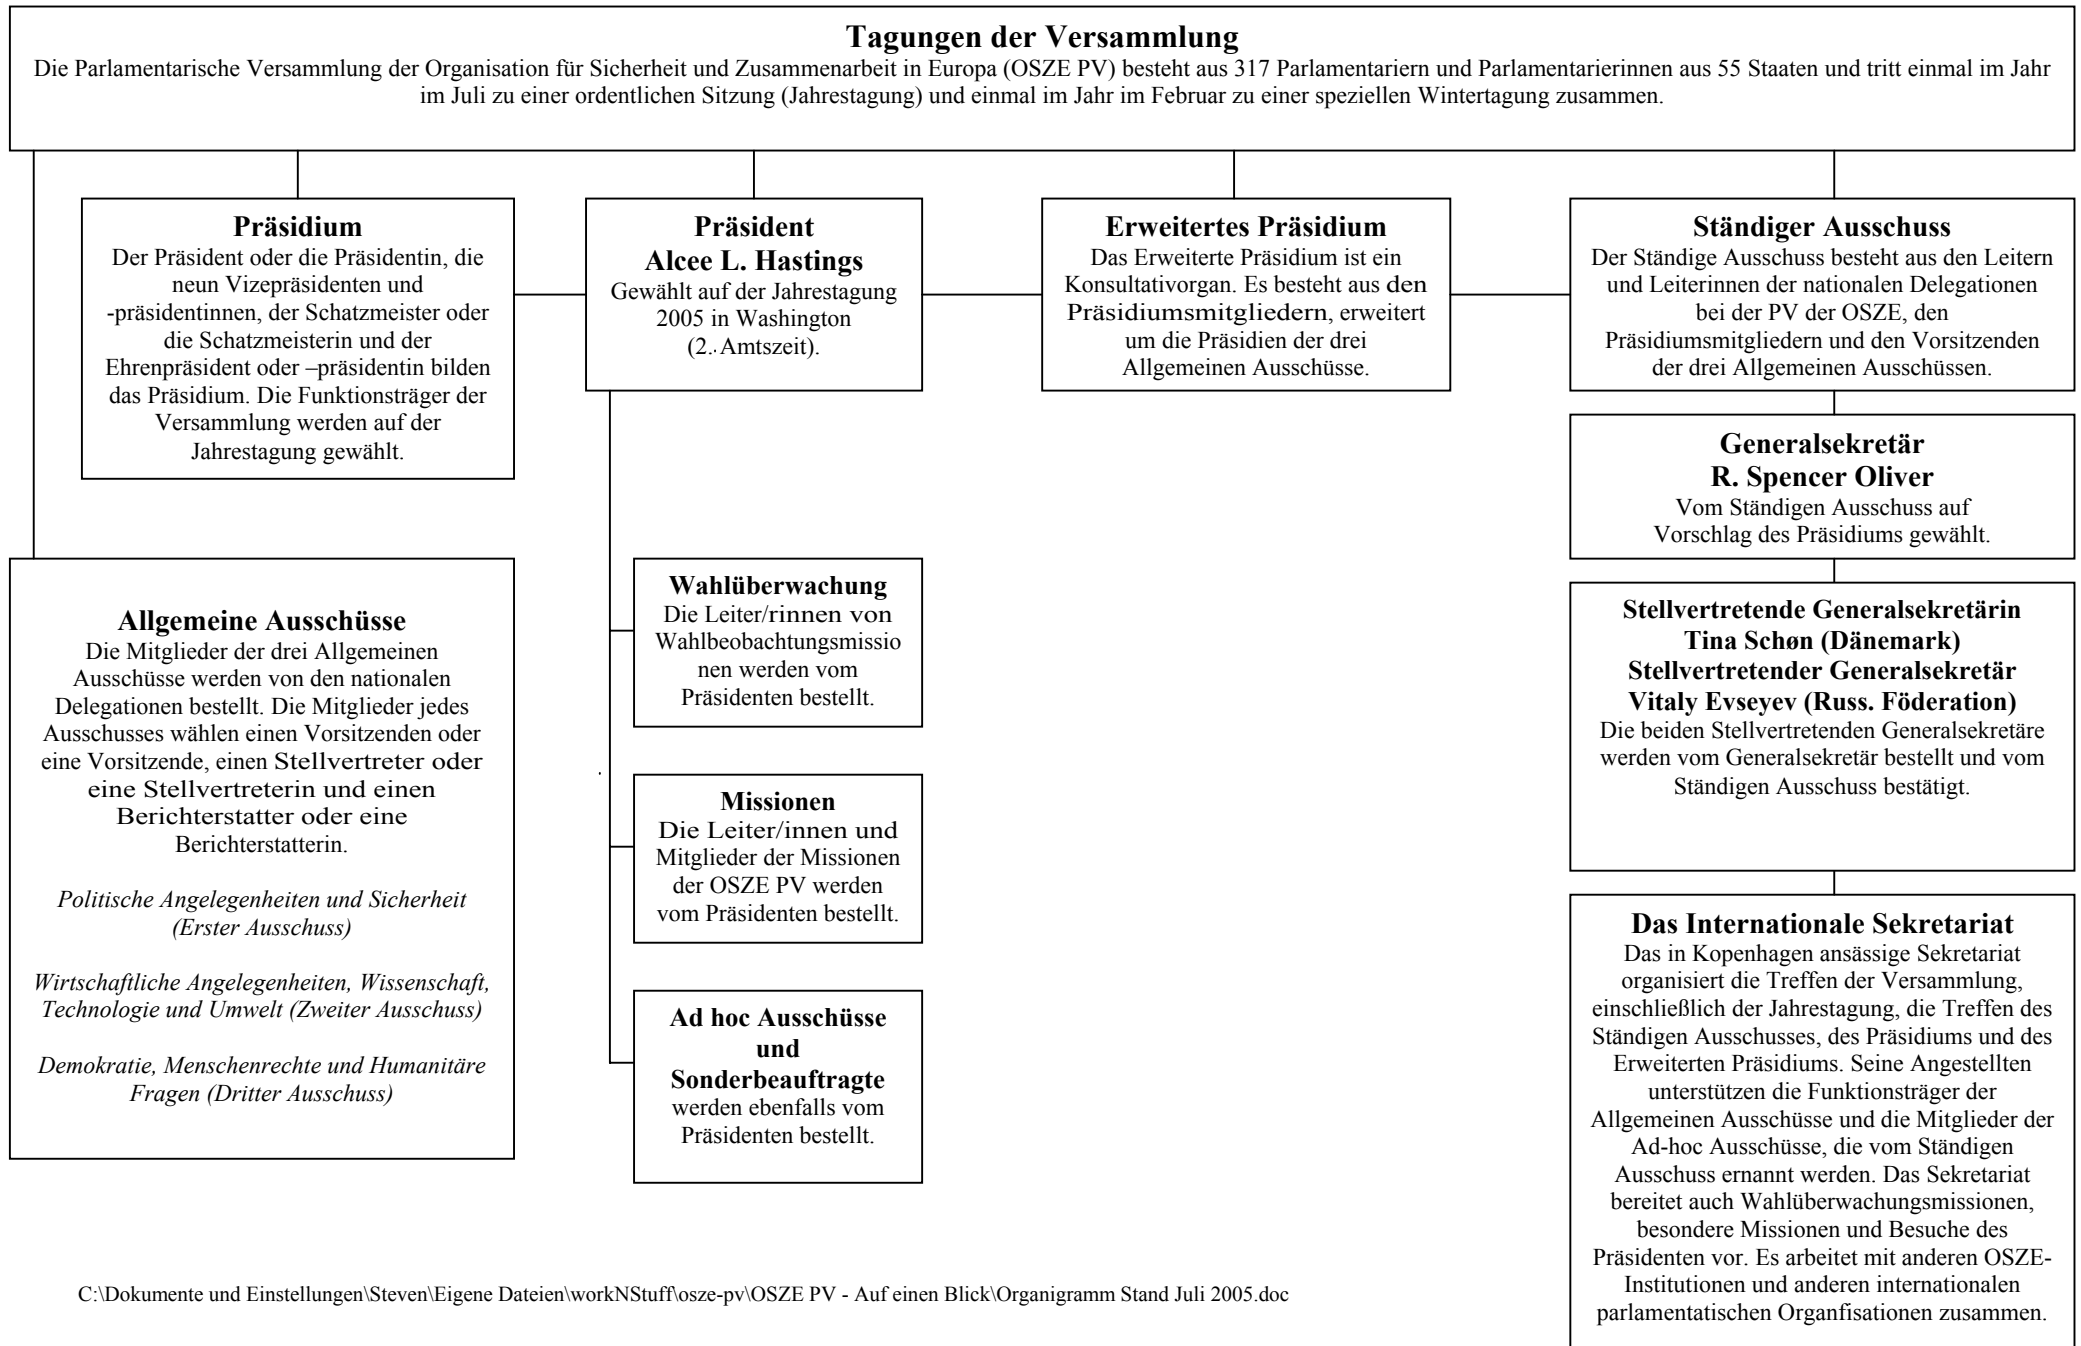 Tagungen der Versammlung
Die Parlamentarische Versammlung der Organisation für Sicherheit und Zusammenarbeit in Europa (OSZE PV) besteht aus 317 Parlamentariern und Parlamentarierinnen aus 55 Staaten und tritt einmal im Jahr
im Juli zu einer ordentlichen Sitzung (Jahrestagung) und einmal im Jahr im Februar zu einer speziellen Wintertagung zusammen.
Präsidium
Der Präsident oder die Präsidentin, die
neun Vizepräsidenten und
-präsidentinnen, der Schatzmeister oder
die Schatzmeisterin und der
Ehrenpräsident oder –präsidentin bilden
das Präsidium. Die Funktionsträger der
Versammlung werden auf der
Jahrestagung gewählt.
Präsident
Alcee L. Hastings
Gewählt auf der Jahrestagung
2005 in Washington
(2. Amtszeit).
Erweitertes Präsidium
Das Erweiterte Präsidium ist ein
Konsultativorgan. Es besteht aus den
Präsidiumsmitgliedern, erweitert
um die Präsidien der drei
Allgemeinen Ausschüsse.
Ständiger Ausschuss
Der Ständige Ausschuss besteht aus den Leitern
und Leiterinnen der nationalen Delegationen
bei der PV der OSZE, den
Präsidiumsmitgliedern und den Vorsitzenden
der drei Allgemeinen Ausschüssen.
Generalsekretär
R. Spencer Oliver
Vom Ständigen Ausschuss auf
Vorschlag des Präsidiums gewählt.
Allgemeine Ausschüsse
Die Mitglieder der drei Allgemeinen
Ausschüsse werden von den nationalen
Delegationen bestellt. Die Mitglieder jedes
Ausschusses wählen einen Vorsitzenden oder
eine Vorsitzende, einen Stellvertreter oder
eine Stellvertreterin und einen
Berichterstatter oder eine
Berichterstatterin.
Politische Angelegenheiten und Sicherheit
(Erster Ausschuss)
Wirtschaftliche Angelegenheiten, Wissenschaft,
Technologie und Umwelt (Zweiter Ausschuss)
Demokratie, Menschenrechte und Humanitäre
Fragen (Dritter Ausschuss)
Wahlüberwachung
Die Leiter/rinnen von
Wahlbeobachtungsmissio
nen werden vom
Präsidenten bestellt.
Missionen
Die Leiter/innen und
Mitglieder der Missionen
der OSZE PV werden
vom Präsidenten bestellt.
Ad hoc Ausschüsse
und
Sonderbeauftragte
werden ebenfalls vom
Präsidenten bestellt.
Stellvertretende Generalsekretärin
Tina Schøn (Dänemark)
Stellvertretender Generalsekretär
Vitaly Evseyev (Russ. Föderation)
Die beiden Stellvertretenden Generalsekretäre
werden vom Generalsekretär bestellt und vom
Ständigen Ausschuss bestätigt.
Das Internationale Sekretariat
Das in Kopenhagen ansässige Sekretariat
organisiert die Treffen der Versammlung,
einschließlich der Jahrestagung, die Treffen des
Ständigen Ausschusses, des Präsidiums und des
Erweiterten Präsidiums. Seine Angestellten
unterstützen die Funktionsträger der
Allgemeinen Ausschüsse und die Mitglieder der
Ad-hoc Ausschüsse, die vom Ständigen
Ausschuss ernannt werden. Das Sekretariat
bereitet auch Wahlüberwachungsmissionen,
besondere Missionen und Besuche des
Präsidenten vor. Es arbeitet mit anderen OSZE-
Institutionen und anderen internationalen
parlamentatischen Organfisationen zusammen.
C:\Dokumente und Einstellungen\Steven\Eigene Dateien\workNStuff\osze-pv\OSZE PV - Auf einen Blick\Organigramm Stand Juli 2005.doc